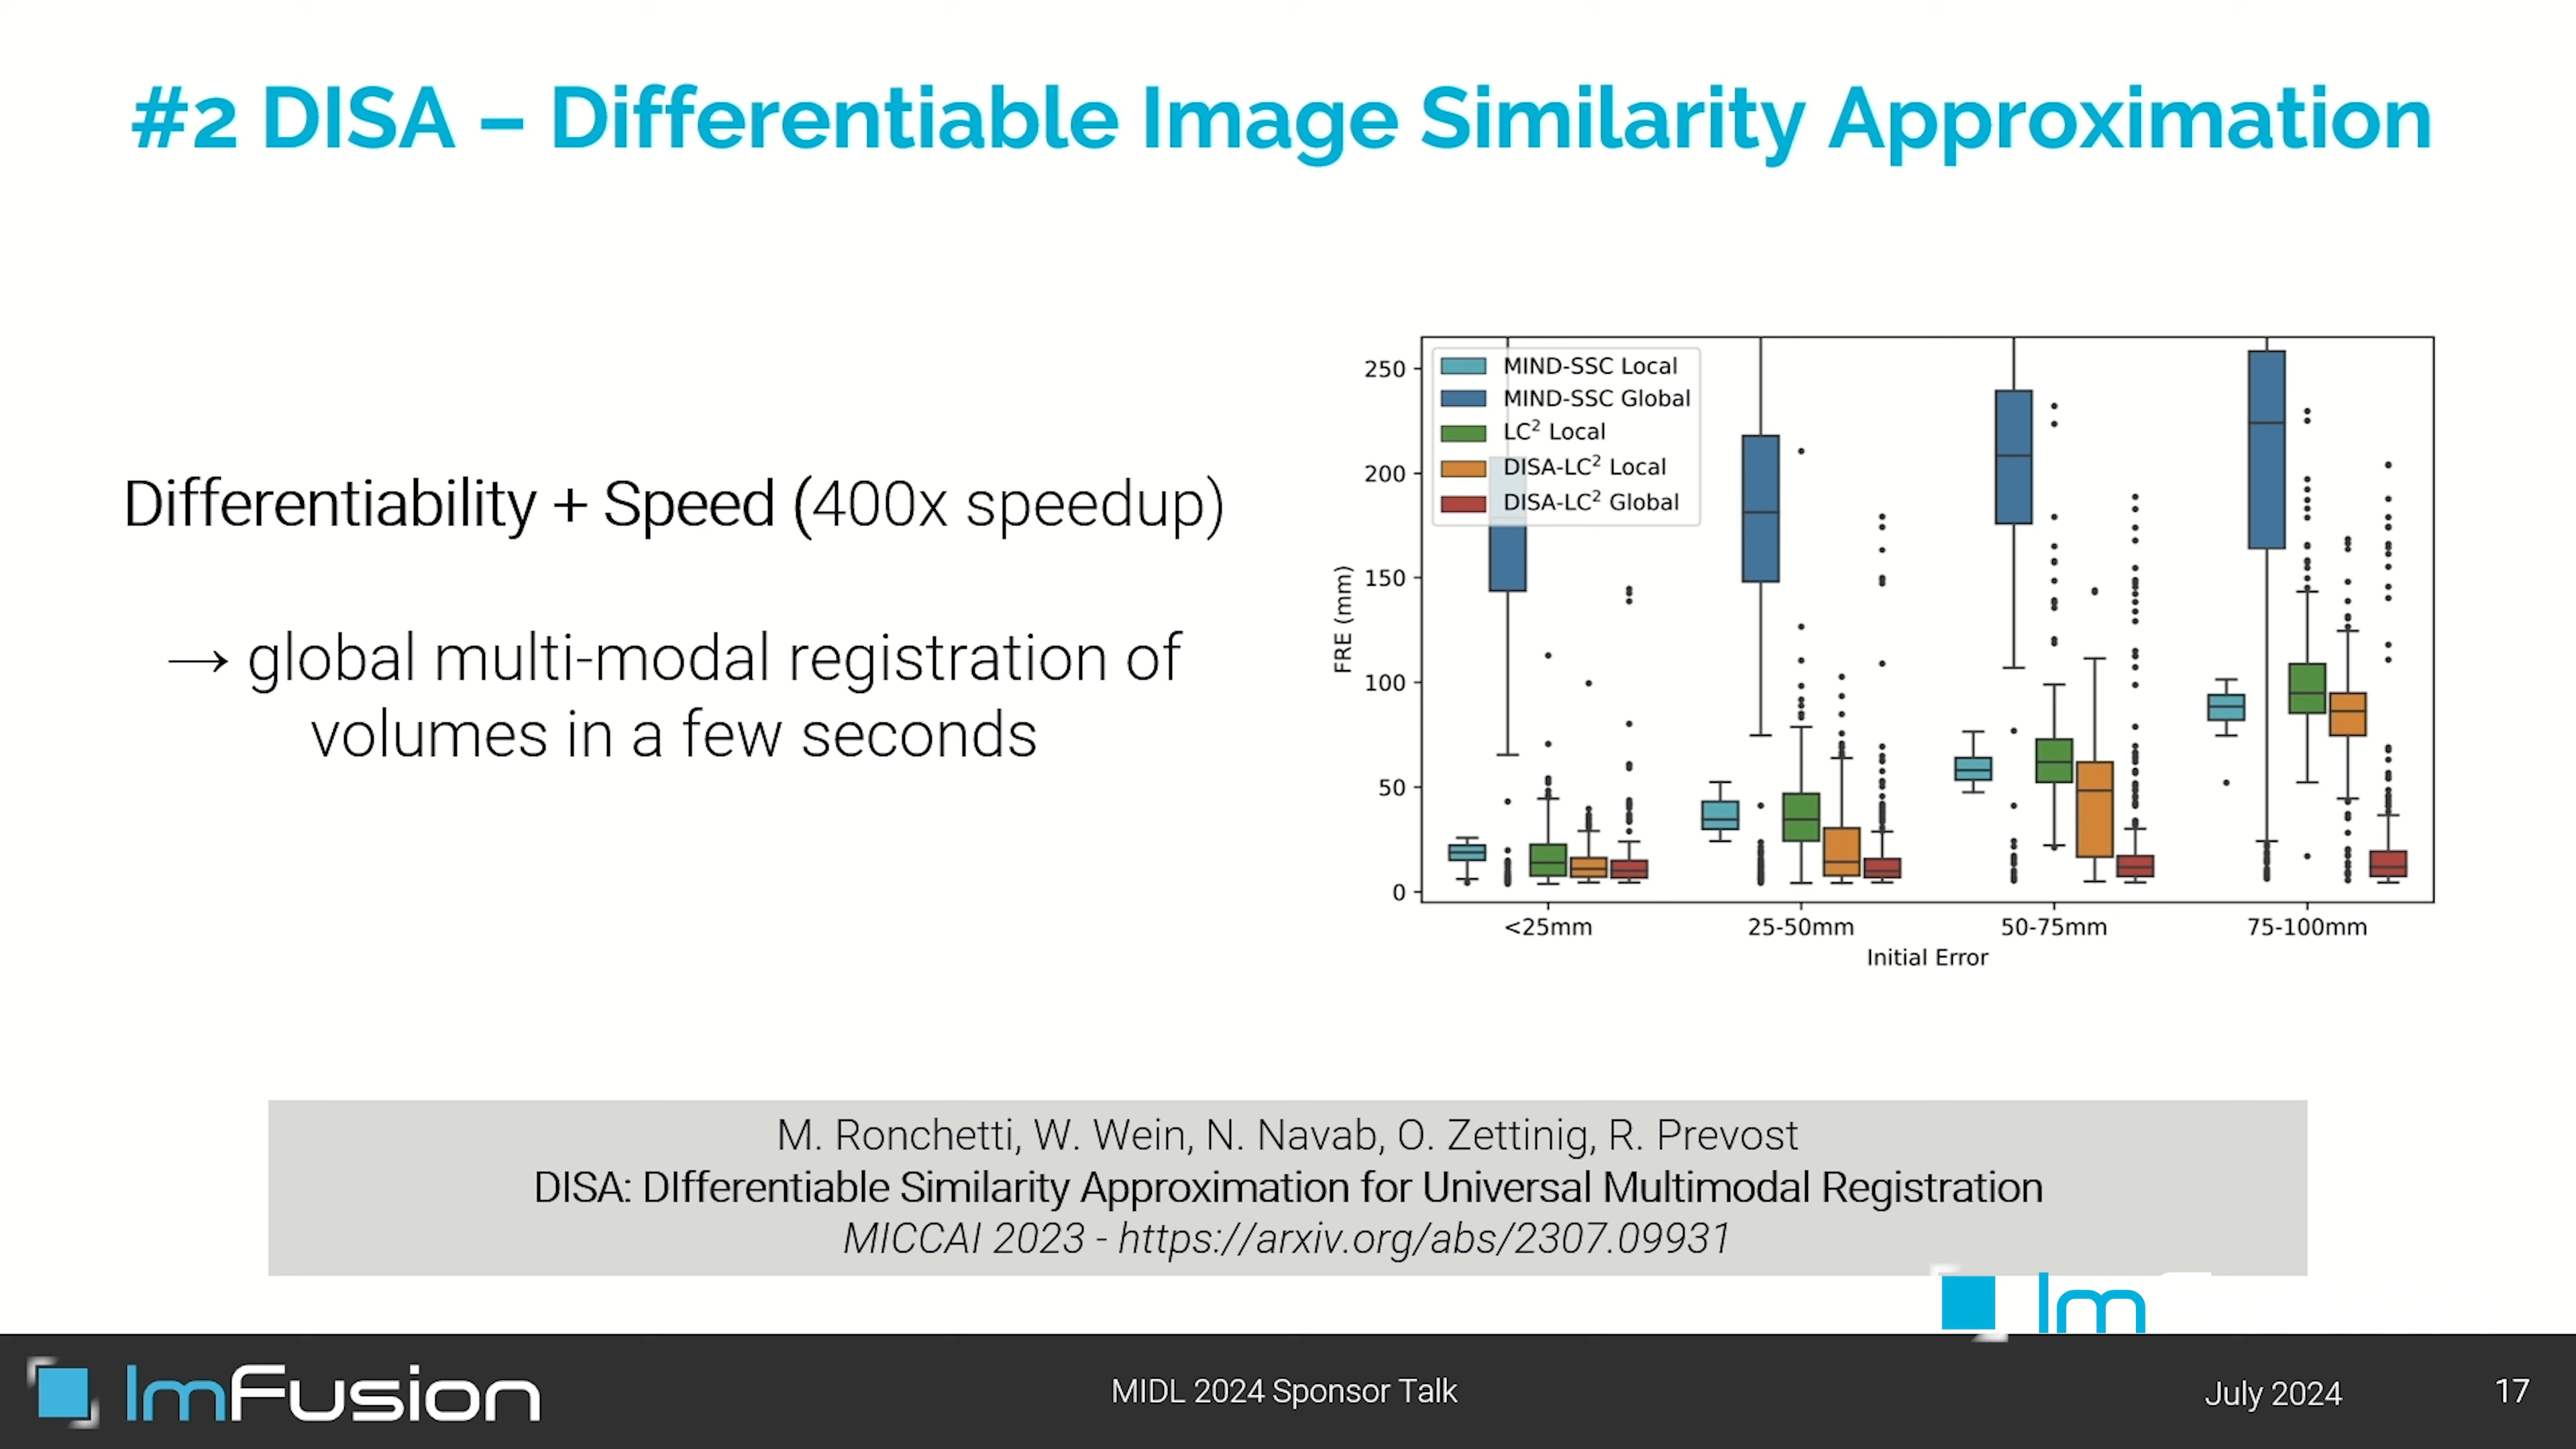 #2 DISA – Differentiable Image Similarity Approximation
Differentiability + Speed (400x speedup)
→ global multi-modal registration of
volumes in a few seconds
250
200
150
100
50
0
FRE (mm)
MIND-SSC Local
MIND-SSC Global
LC² Local
DISA-LC² Local
DISA-LC² Global
<25mm
25-50mm
50-75mm
75-100mm
Initial Error
M. Ronchetti, W. Wein, N. Navab, O. Zettinig, R. Prevost
DISA: DIfferentiable Similarity Approximation for Universal Multimodal Registration
MICCAI 2023 - https://arxiv.org/abs/2307.09931
Im
ImFusion
MIDL 2024 Sponsor Talk
July 2024
17